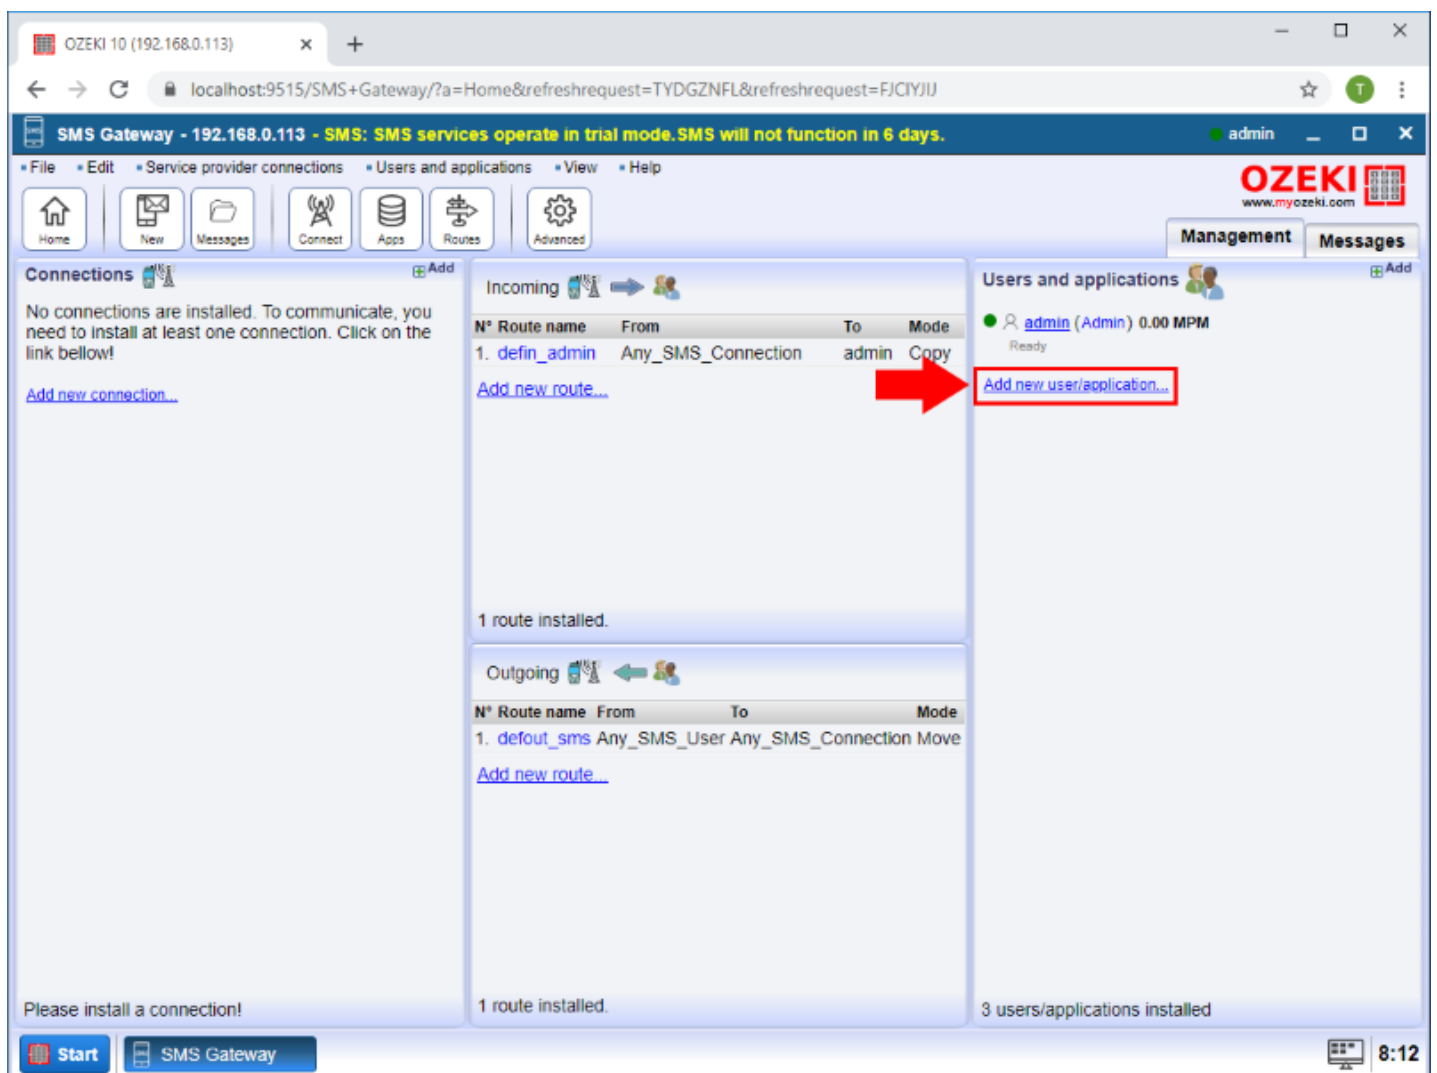 OZEKI 10 (192.168.0.113)
localhost:9515/SMS+Gateway/?a=Home&refreshrequest=TYDGZNFL&refreshrequest=FJCIYJIJ
T
SMS Gateway - 192.168.0.113 - SMS: SMS services operate in trial mode.SMS will not function in 6 days.
admin
File Edit Service provider connections Users and applications View Help
OZEKI
www.myozeki.com
Home New Messages Connect Apps Routes Advanced
Management Messages
Connections Add
No connections are installed. To communicate, you
need to install at least one connection. Click on the
link bellow!
Add new connection...
Please install a connection!
Incoming
N° Route name From To Mode
1. defin_admin Any_SMS_Connection admin Copy
Add new route...
1 route installed.
Outgoing
N° Route name From To Mode
1. defout_sms Any_SMS_User Any_SMS_Connection Move
Add new route...
1 route installed.
Users and applications Add
admin (Admin) 0.00 MPM
Ready
Add new user/application...
3 users/applications installed
Start SMS Gateway 8:12